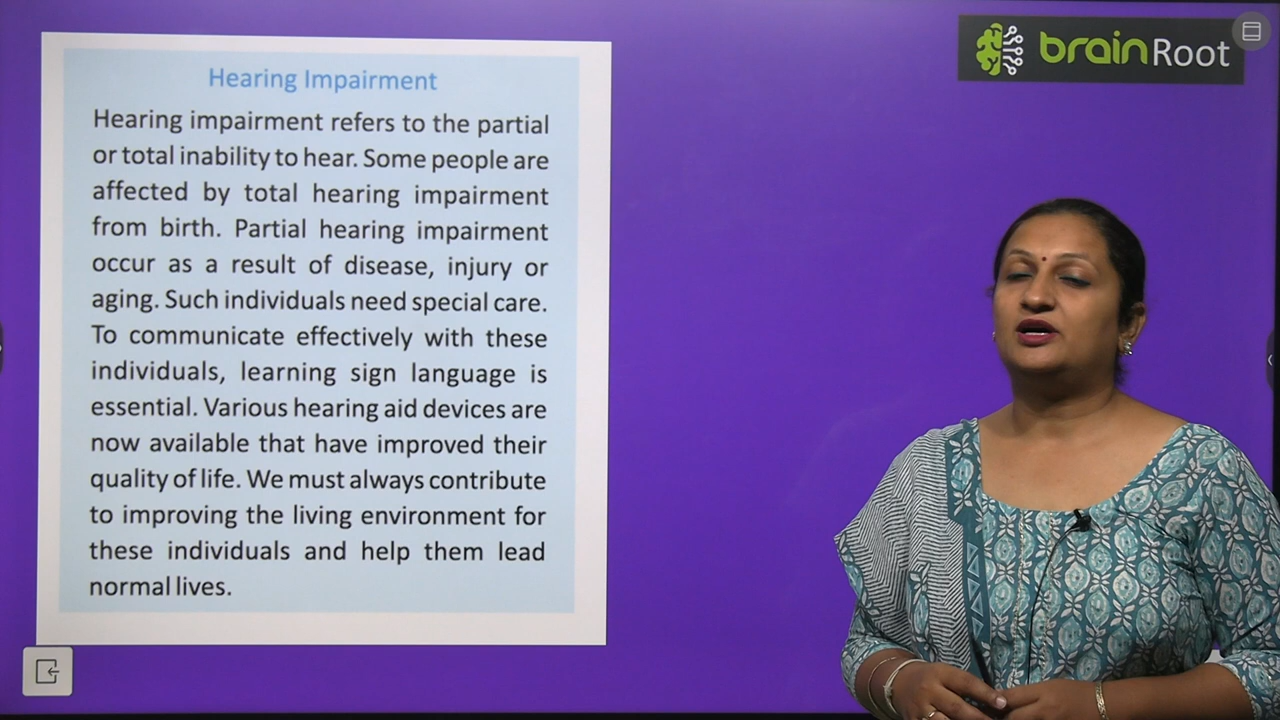 brainRoot
Hearing Impairment
Hearing impairment refers to the partial
or total inability to hear. Some people are
affected by total hearing impairment
from birth. Partial hearing impairment
occur as a result of disease, injury or
aging. Such individuals need special care.
To communicate effectively with these
individuals, learning sign language is
essential. Various hearing aid devices are
now available that have improved their
quality of life. We must always contribute
to improving the living environment for
these individuals and help them lead
normal lives.